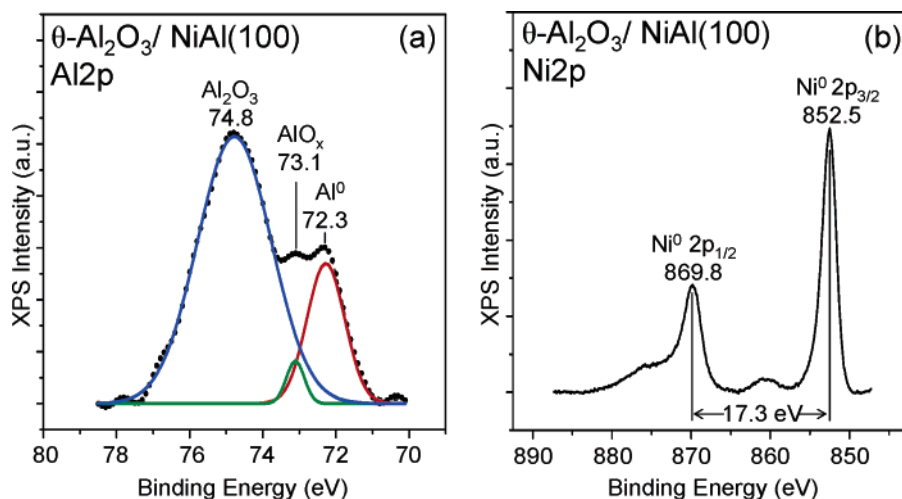 θ-Al₂O₃/ NiAl(100) (a)
Al2p
Al₂O₃
74.8
AlOₓ
73.1
Al⁰
72.3
XPS Intensity (a.u.)
80 78 76 74 72 70
Binding Energy (eV)
θ-Al₂O₃/ NiAl(100) (b)
Ni2p
Ni⁰ 2p₃/₂
852.5
Ni⁰ 2p₁/₂
869.8
17.3 eV
XPS Intensity (a.u.)
890 880 870 860 850
Binding Energy (eV)